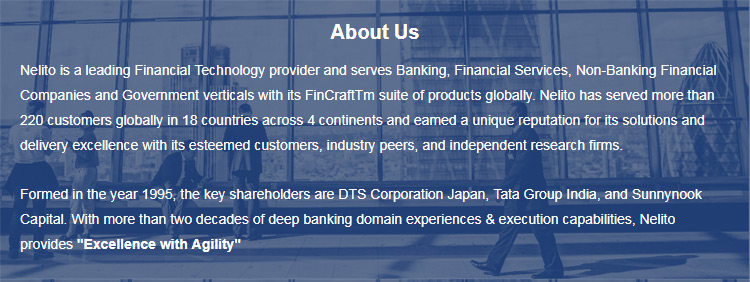 About Us
Nelito is a leading Financial Technology provider and serves Banking, Financial Services, Non-Banking Financial
Companies and Government verticals with its FinCraftTm suite of products globally. Nelito has served more than
220 customers globally in 18 countries across 4 continents and earned a unique reputation for its solutions and
delivery excellence with its esteemed customers, industry peers, and independent research firms.
Formed in the year 1995, the key shareholders are DTS Corporation Japan, Tata Group India, and Sunnynook
Capital. With more than two decades of deep banking domain experiences & execution capabilities, Nelito
provides "Excellence with Agility"